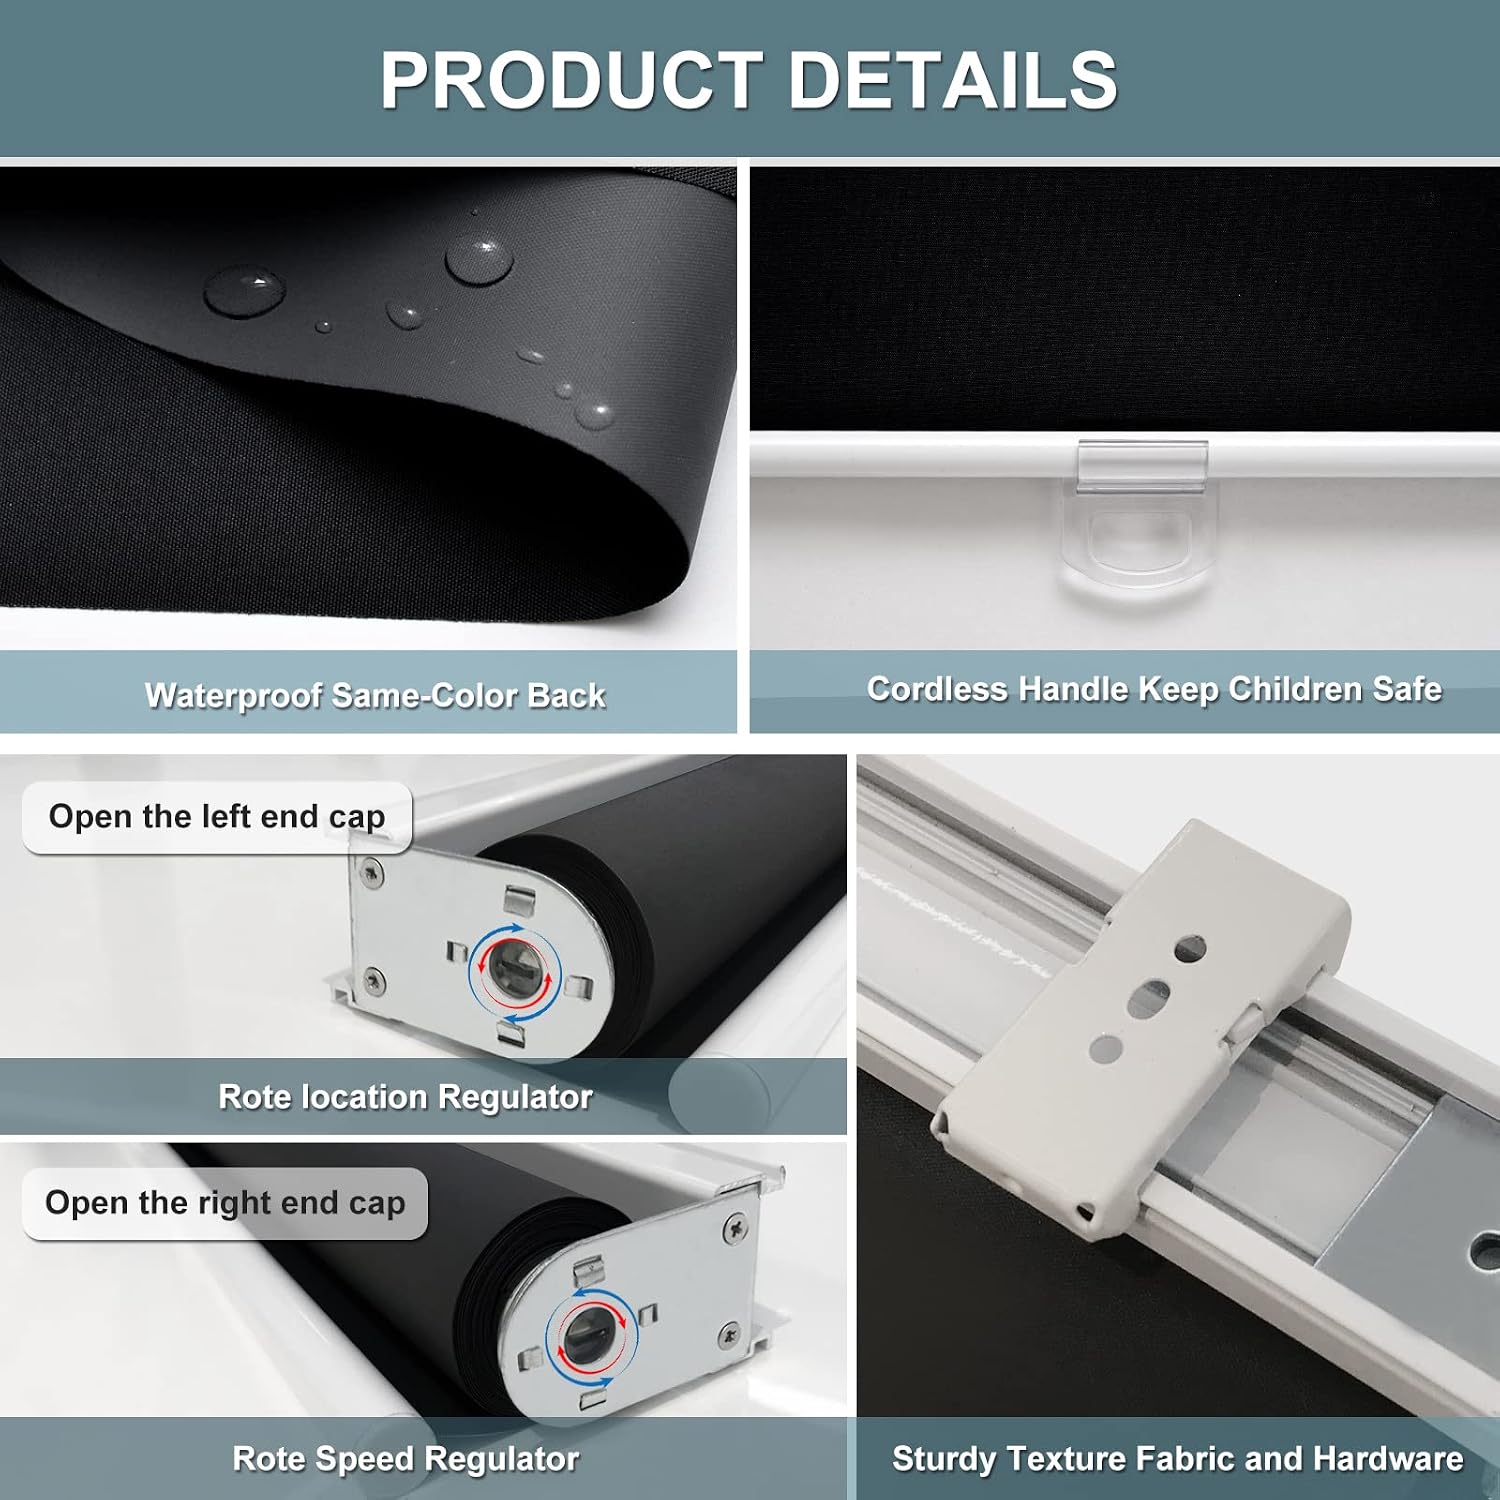 PRODUCT DETAILS
Waterproof Same-Color Back
Cordless Handle Keep Children Safe
Open the left end cap
Rote location Regulator
Open the right end cap
Rote Speed Regulator
Sturdy Texture Fabric and Hardware